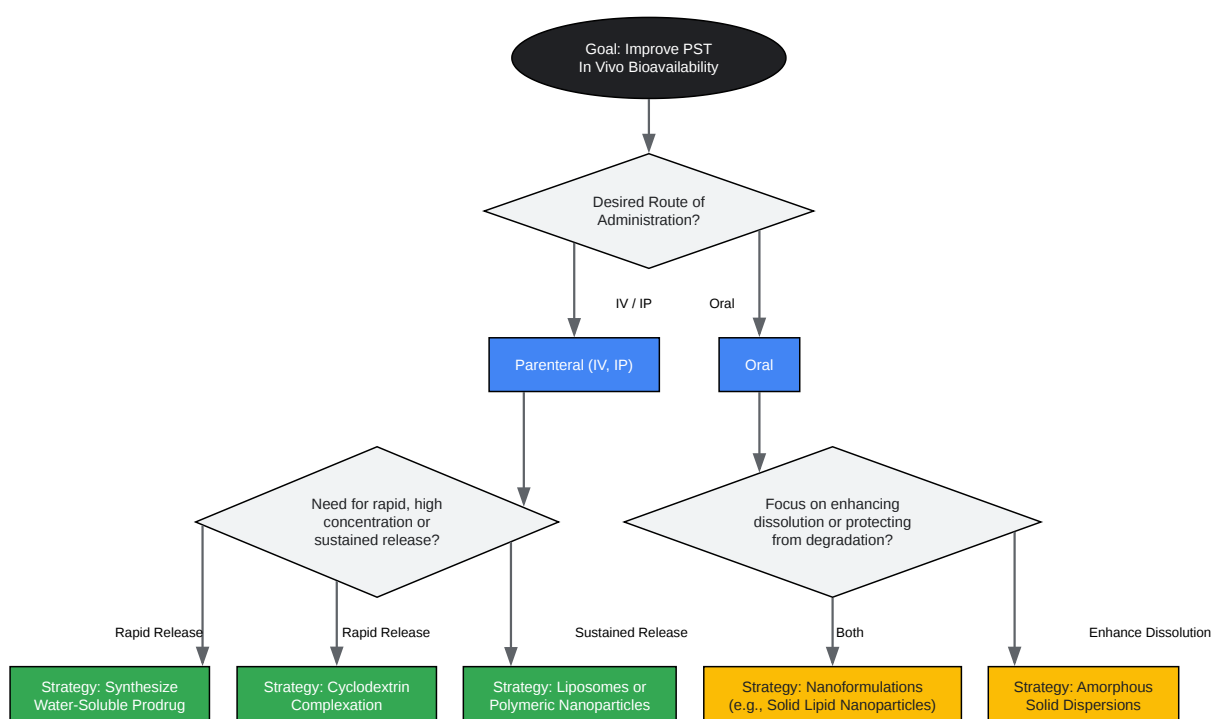 Goal: Improve PST
In Vivo Bioavailability
Desired Route of
Administration?
IV / IP
Oral
Parenteral (IV, IP)
Oral
Need for rapid, high
concentration or
sustained release?
Focus on enhancing
dissolution or protecting
from degradation?
Rapid Release
Rapid Release
Sustained Release
Both
Enhance Dissolution
Strategy: Synthesize
Water-Soluble Prodrug
Strategy: Cyclodextrin
Complexation
Strategy: Liposomes or
Polymeric Nanoparticles
Strategy: Nanoformulations
(e.g., Solid Lipid Nanoparticles)
Strategy: Amorphous
Solid Dispersions